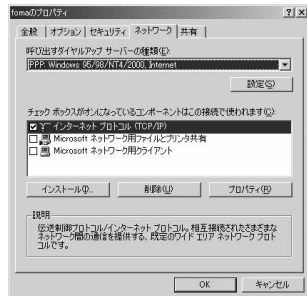 fomaのプロパティ
全般 オプション セキュリティ ネットワーク 共有
呼び出すダイヤルアップ サーバーの種類(E):
PPP: Windows 95/98/NT4/2000, Internet
設定(S)
チェック ボックスがオンになっているコンポーネントはこの接続で使われます(O):
インターネット プロトコル (TCP/IP)
Microsoft ネットワーク用ファイルとプリンタ共有
Microsoft ネットワーク用クライアント
インストール(I)... 削除(U) プロパティ(R)
説明
伝送制御プロトコル/インターネット プロトコル。相互接続されたさまざまな
ネットワーク間の通信を提供する、既定のワイド エリア ネットワーク プロト
コルです。
OK キャンセル